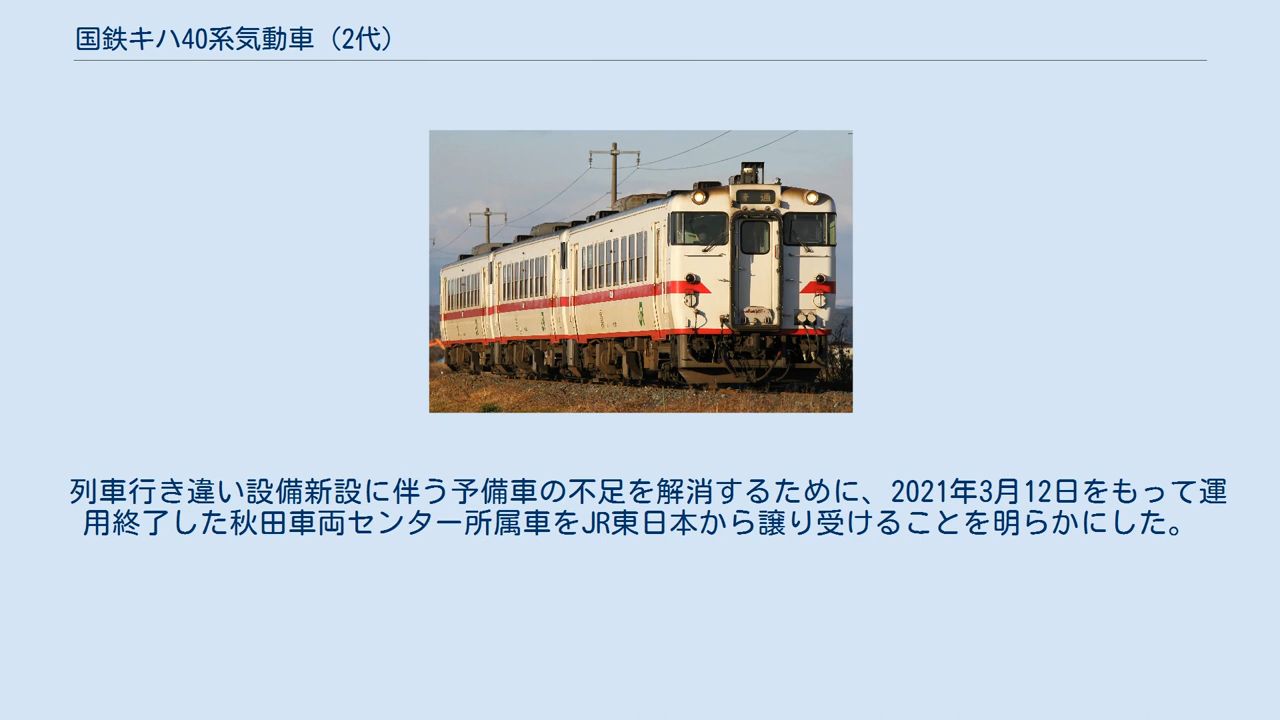 国鉄キハ40系気動車（2代）
普通
列車行き違い設備新設に伴う予備車の不足を解消するために、2021年3月12日をもって運
用終了した秋田車両センター所属車をJR東日本から譲り受けることを明らかにした。